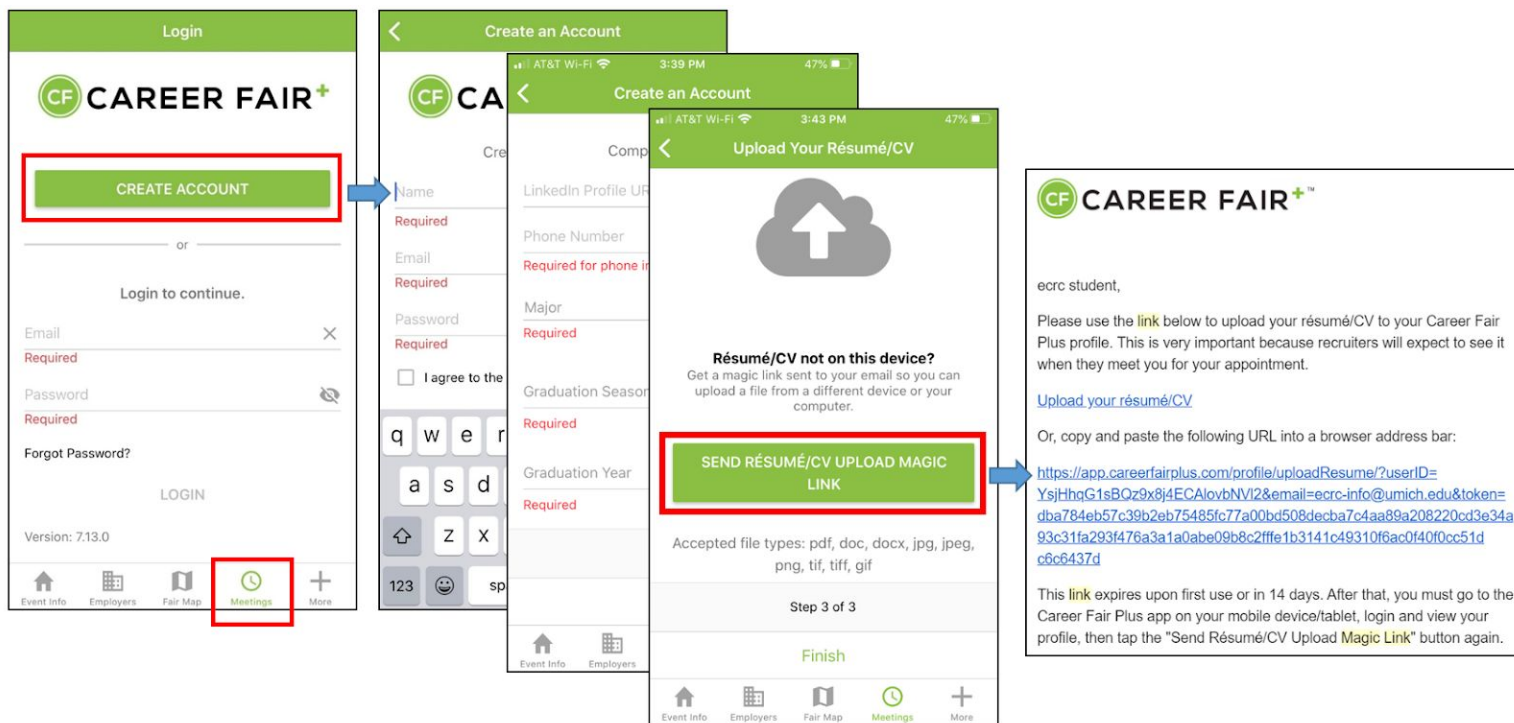 Login
CF CAREER FAIR+
CREATE ACCOUNT
or
Login to continue.
Email
Required
Password
Required
Forgot Password?
LOGIN
Version: 7.13.0
Event Info
Employers
Fair Map
Meetings
More
Create an Account
CF CA
Cre
Name
Required
Email
Required
Password
Required
I agree to the
q w e r
a s d
z x
123 sp
AT&T Wi-Fi 3:39 PM 47%
Create an Account
Comp
LinkedIn Profile UR
Phone Number
Required for phone in
Major
Required
Graduation Season
Required
Graduation Year
Required
Event Info
Employers
AT&T Wi-Fi 3:43 PM 47%
Upload Your Résumé/CV
Résumé/CV not on this device?
Get a magic link sent to your email so you can
upload a file from a different device or your
computer.
SEND RÉSUMÉ/CV UPLOAD MAGIC
LINK
Accepted file types: pdf, doc, docx, jpg, jpeg,
png, tif, tiff, gif
Step 3 of 3
Finish
Event Info
Employers
Fair Map
Meetings
More
CF CAREER FAIR+™
ecrc student,
Please use the link below to upload your résumé/CV to your Career Fair
Plus profile. This is very important because recruiters will expect to see it
when they meet you for your appointment.
Upload your résumé/CV
Or, copy and paste the following URL into a browser address bar:
https://app.careerfairplus.com/profile/uploadResume/?userID=
YsjHhqG1sBQz9x8j4ECAlovbNVl2&email=ecrc-info@umich.edu&token=
dba784eb57c39b2eb75485fc77a00bd508decba7c4aa89a208220cd3e34a
93c31fa293f476a3a1a0abe09b8c2fffe1b3141c49310f6ac0f40f0cc51d
c6c6437d
This link expires upon first use or in 14 days. After that, you must go to the
Career Fair Plus app on your mobile device/tablet, login and view your
profile, then tap the "Send Résumé/CV Upload Magic Link" button again.